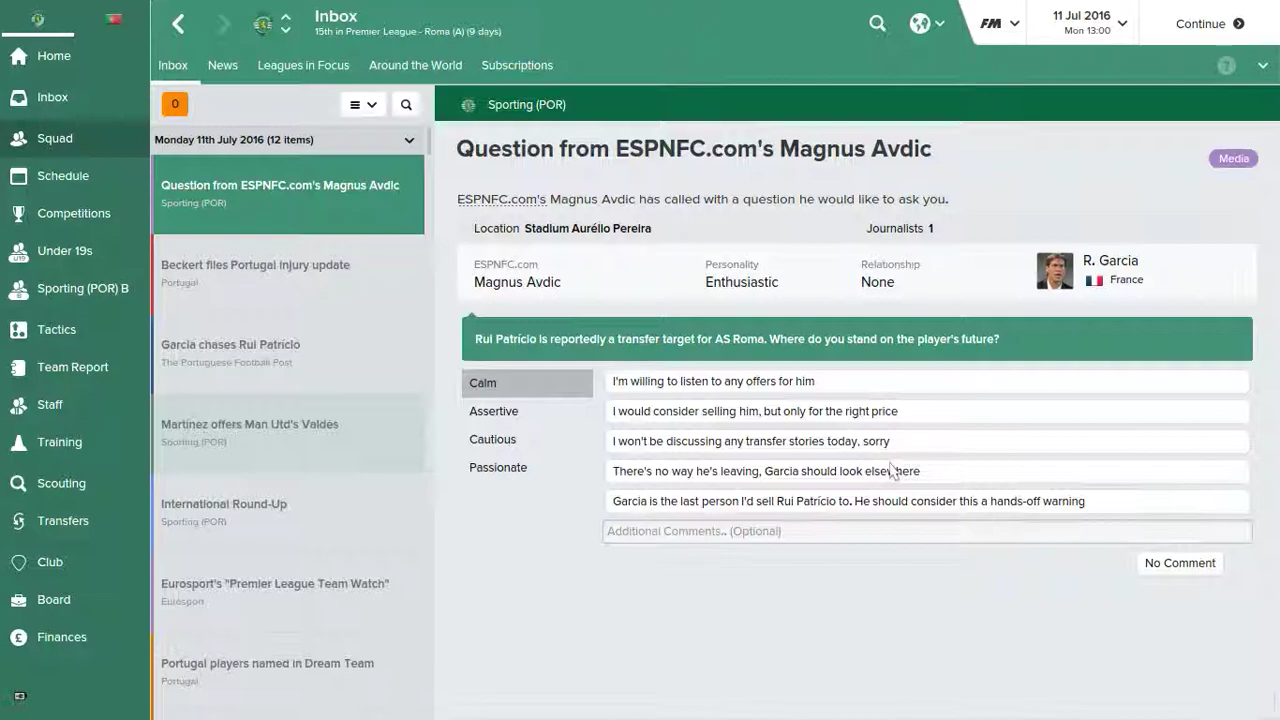 Inbox
15th in Premier League - Roma (A) (9 days)
FM
11 Jul 2016
Mon 13:00
Continue
Inbox
News
Leagues in Focus
Around the World
Subscriptions
Home
Inbox
Squad
Schedule
Competitions
Under 19s
Sporting (POR) B
Tactics
Team Report
Staff
Training
Scouting
Transfers
Club
Board
Finances
0
Monday 11th July 2016 (12 items)
Question from ESPNFC.com's Magnus Avdic
Sporting (POR)
Beckert files Portugal injury update
Portugal
Garcia chases Rui Patrício
The Portuguese Football Post
Martínez offers Man Utd's Valdes
Sporting (POR)
International Round-Up
Sporting (POR)
Eurosport's "Premier League Team Watch"
Eurosport
Portugal players named in Dream Team
Portugal
Sporting (POR)
Question from ESPNFC.com's Magnus Avdic
Media
ESPNFC.com's Magnus Avdic has called with a question he would like to ask you.
Location Stadium Aurélio Pereira
Journalists 1
ESPNFC.com
Magnus Avdic
Personality
Enthusiastic
Relationship
None
R. Garcia
France
Rui Patrício is reportedly a transfer target for AS Roma. Where do you stand on the player's future?
Calm
Assertive
Cautious
Passionate
I'm willing to listen to any offers for him
I would consider selling him, but only for the right price
I won't be discussing any transfer stories today, sorry
There's no way he's leaving, Garcia should look elsewhere
Garcia is the last person I'd sell Rui Patrício to. He should consider this a hands-off warning
Additional Comments.. (Optional)
No Comment